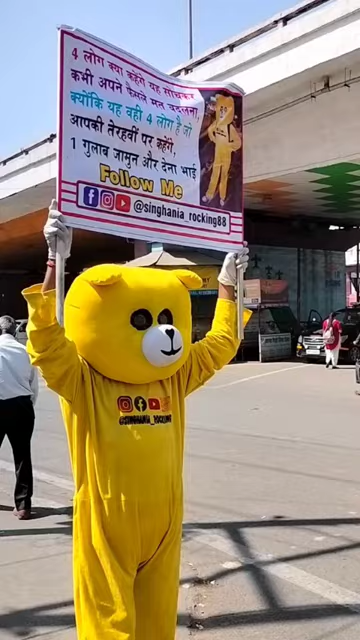 4 लोग क्या कहेंगे यह सोचकर
कभी अपने फैसले मत बदलना,
क्योंकि यह वही 4 लोग है जो
आपकी तेरहवीं पर कहेंगे,
1 गुलाब जामुन और देना भाई
Follow Me
@singhania_rocking88
@SINGHANIA_ROCKING